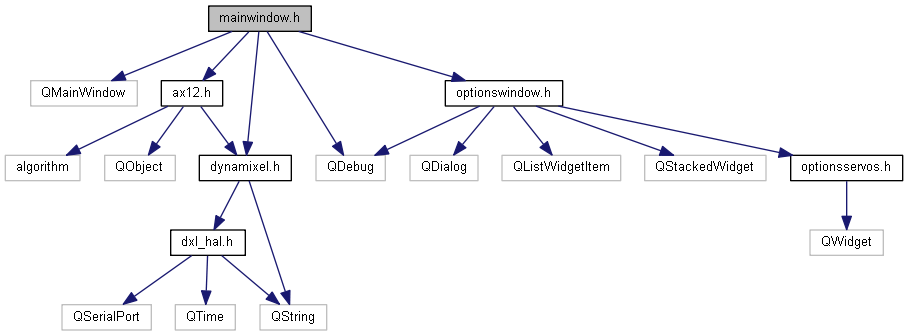 mainwindow.h
QMainWindow
ax12.h
optionswindow.h
algorithm
QObject
dynamixel.h
QDebug
QDialog
QListWidgetItem
QStackedWidget
optionsservos.h
dxl_hal.h
QWidget
QSerialPort
QTime
QString